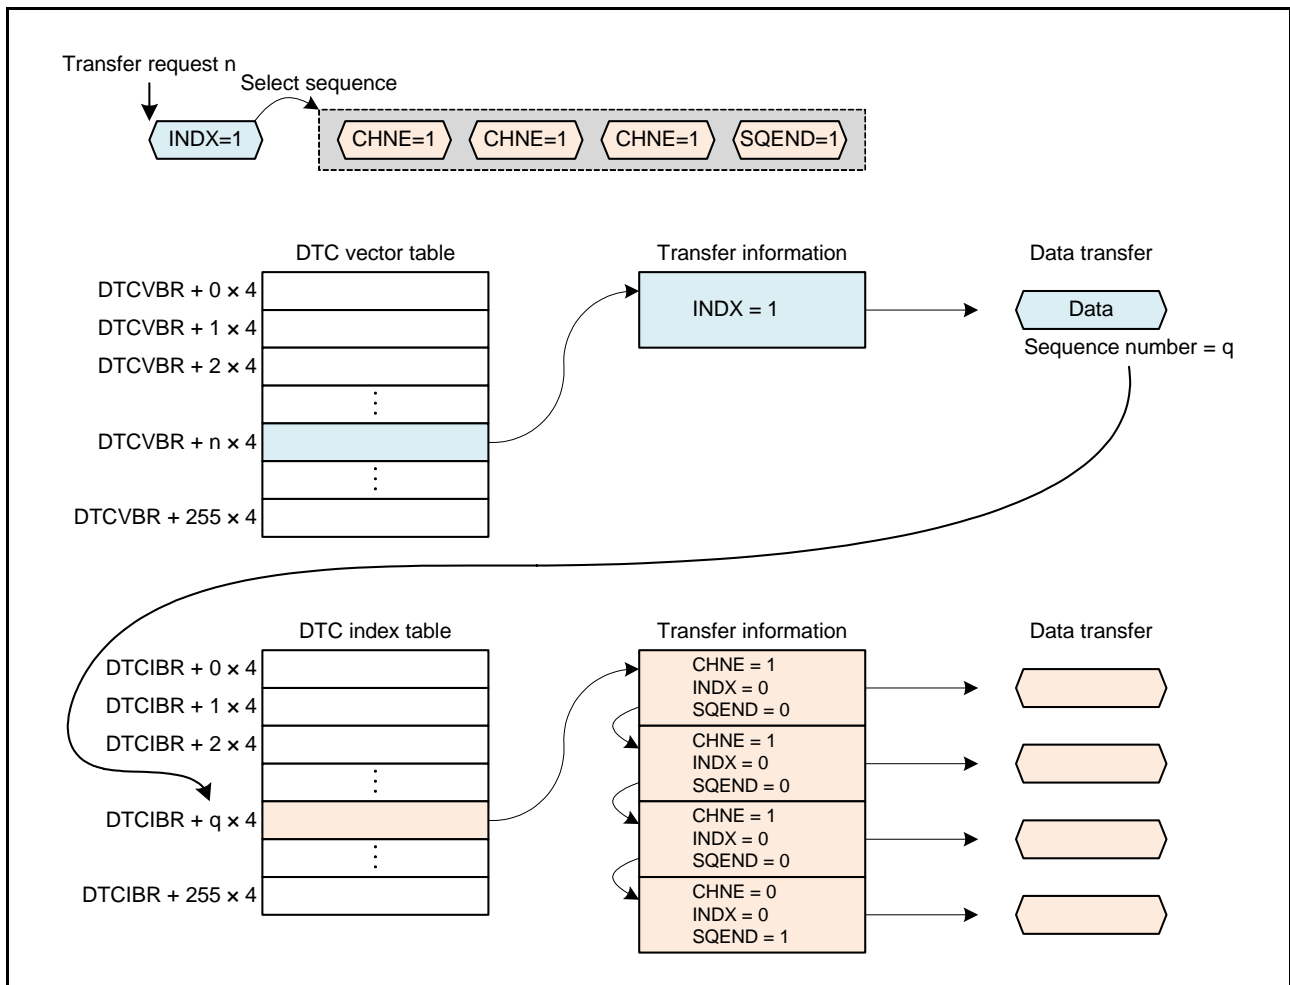 Transfer request n
Select sequence
INDX=1
CHNE=1
CHNE=1
CHNE=1
SQEND=1
DTC vector table
Transfer information
Data transfer
DTCVBR + 0 × 4
DTCVBR + 1 × 4
DTCVBR + 2 × 4
⋮
DTCVBR + n × 4
⋮
DTCVBR + 255 × 4
INDX = 1
Data
Sequence number = q
DTC index table
Transfer information
Data transfer
DTCIBR + 0 × 4
DTCIBR + 1 × 4
DTCIBR + 2 × 4
⋮
DTCIBR + q × 4
⋮
DTCIBR + 255 × 4
CHNE = 1
INDX = 0
SQEND = 0
CHNE = 1
INDX = 0
SQEND = 0
CHNE = 1
INDX = 0
SQEND = 0
CHNE = 0
INDX = 0
SQEND = 1